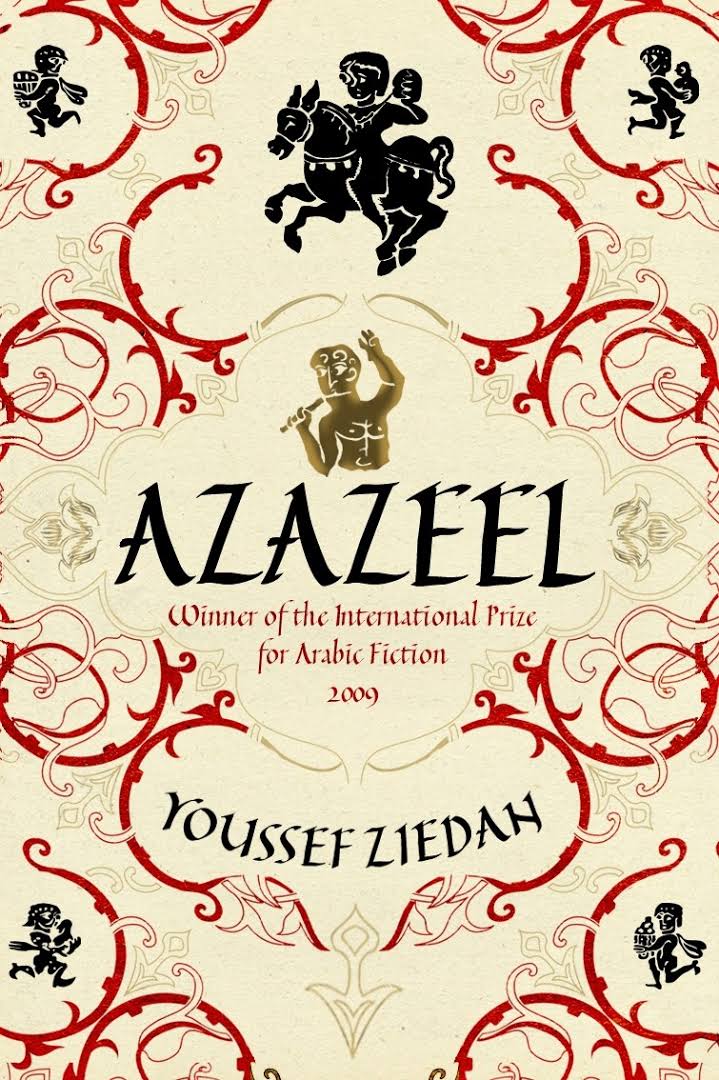 AZAZEEL
Winner of the International Prize
for Arabic Fiction
2009
YOUSSEF ZIEDAN